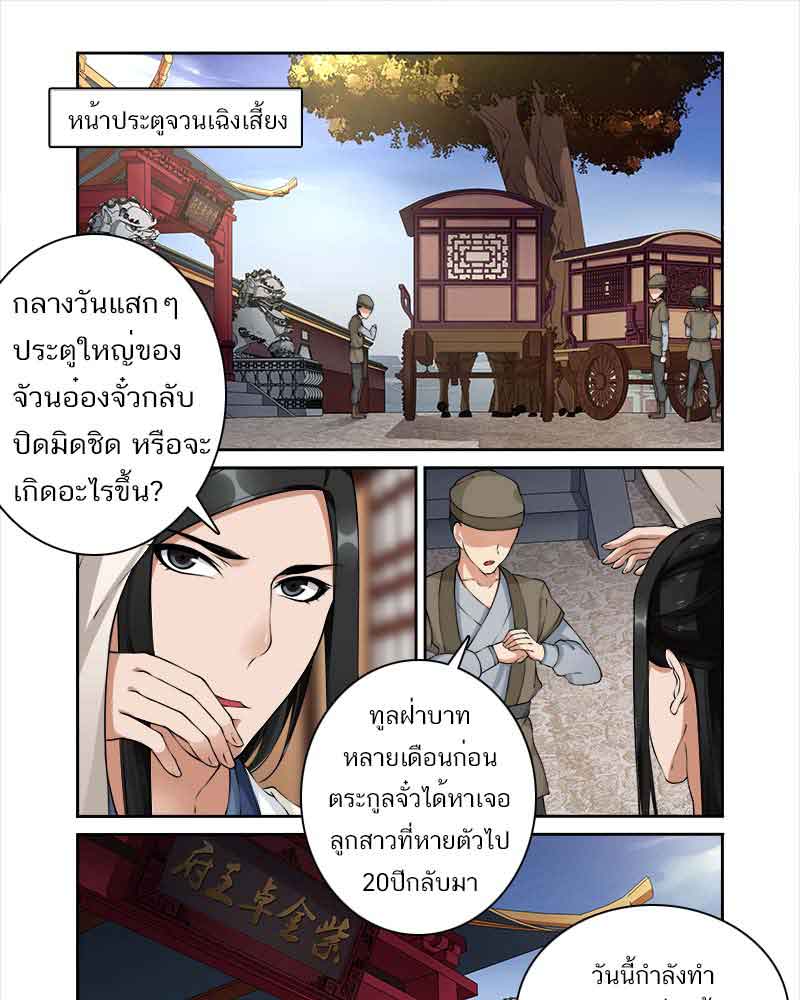 หน้าประตูจวนเฉิงเสี้ยง
กลางวันแสกๆ
ประตูใหญ่ของ
จัวนอ๋องจั๋วกลับ
ปิดมิดชิด หรือจะ
เกิดอะไรขึ้น?
ทูลฝ่าบาท
หลายเดือนก่อน
ตระกูลจั๋วได้หาเจอ
ลูกสาวที่หายตัวไป
20ปีกลับมา
府王卓金紫
วันนี้กำลังทำ